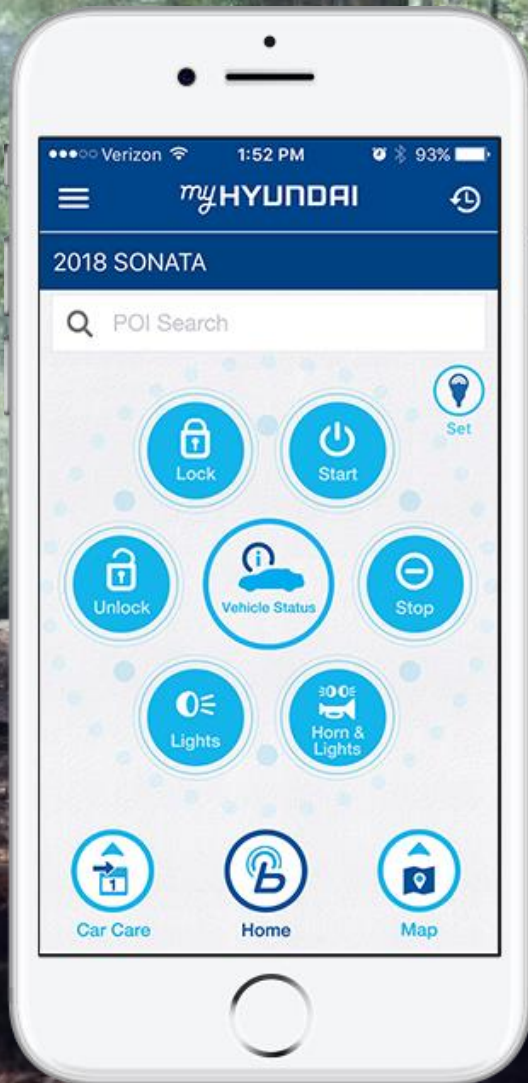 Verizon 1:52 PM 93%
myHYUNDAI
2018 SONATA
POI Search
Set
Lock
Start
Unlock
Vehicle Status
Stop
Lights
Horn &
Lights
1
Car Care
Home
Map